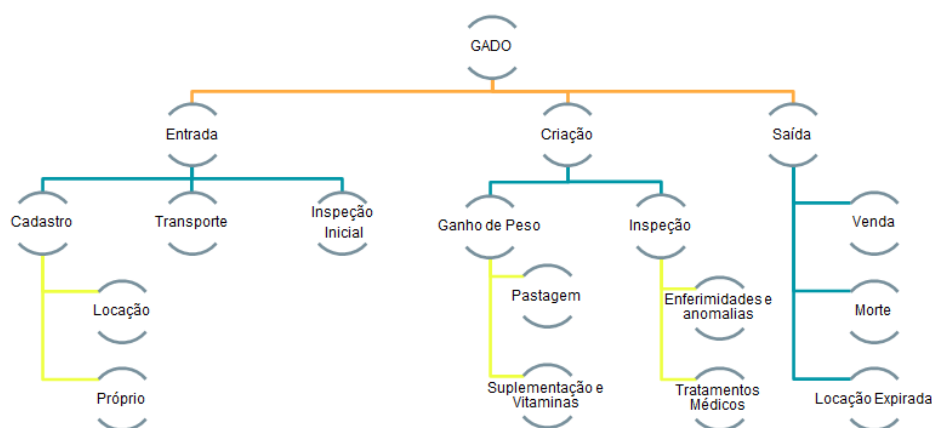 GADO
Entrada
Criação
Saída
Cadastro
Transporte
Inspeção
Inicial
Ganho de Peso
Inspeção
Venda
Locação
Pastagem
Enferimidades e
anomalias
Morte
Próprio
Suplementação e
Vitaminas
Tratamentos
Médicos
Locação Expirada